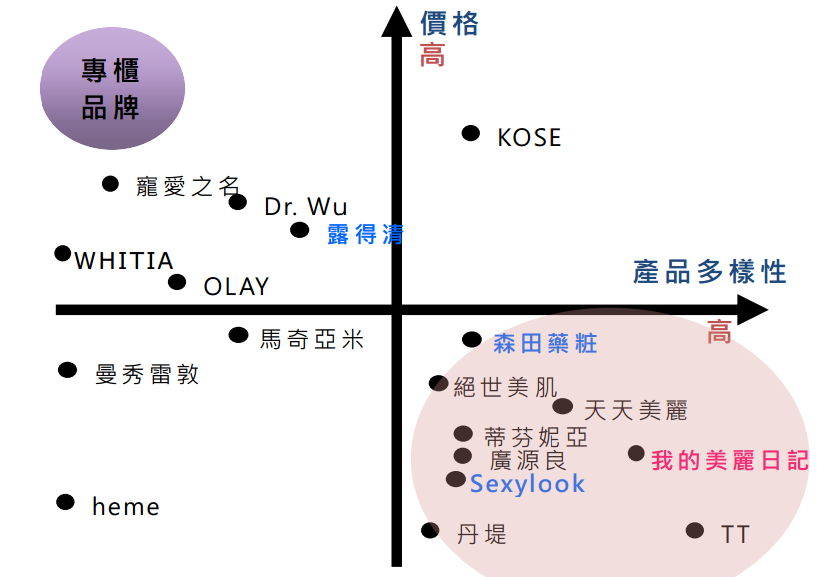 價格
高
專櫃
品牌
KOSE
寵愛之名
Dr. Wu
露得清
WHITIA
OLAY
產品多樣性
高
馬奇亞米
森田藥粧
曼秀雷敦
絕世美肌
天天美麗
蒂芬妮亞
廣源良
我的美麗日記
Sexylook
heme
丹堤
TT